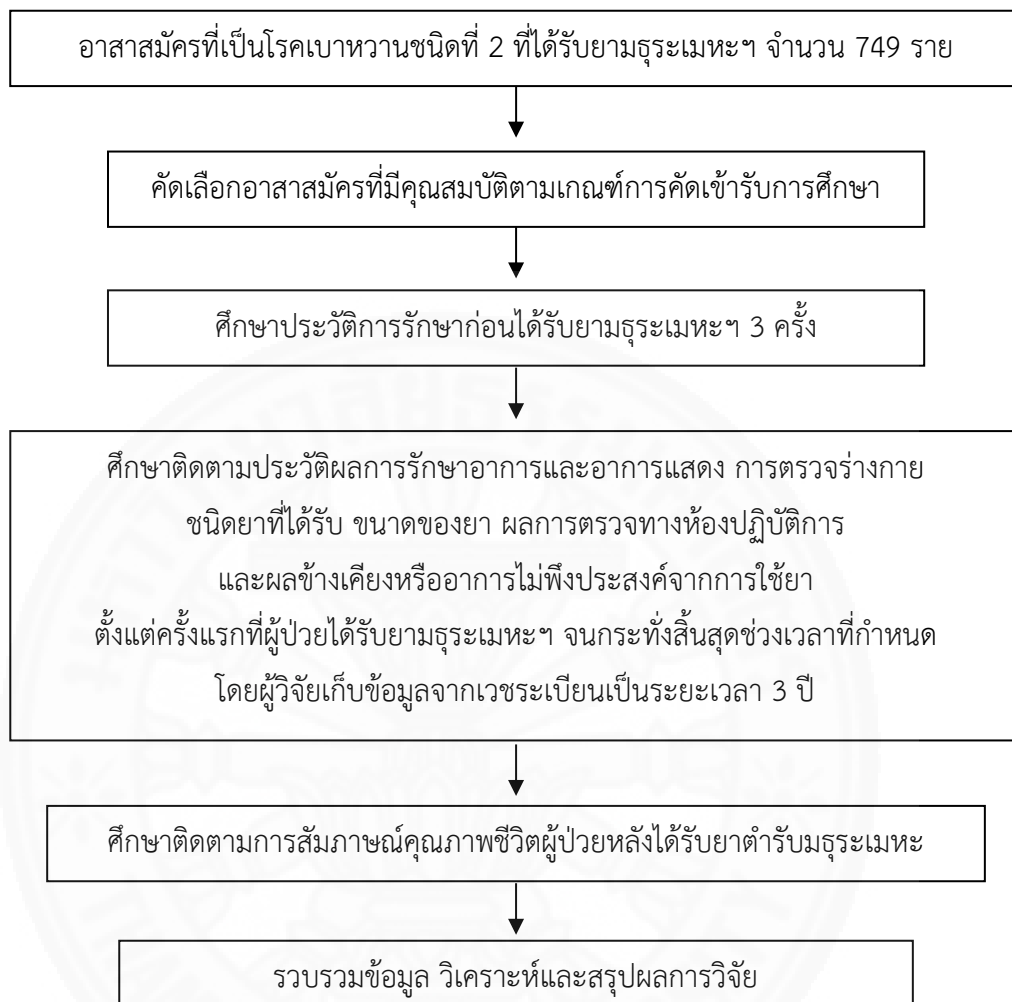 อาสาสมัครที่เป็นโรคเบาหวานชนิดที่ 2 ที่ได้รับยามธุระเมหะฯ จำนวน 749 ราย
คัดเลือกอาสาสมัครที่มีคุณสมบัติตามเกณฑ์การคัดเข้ารับการศึกษา
ศึกษาประวัติการรักษาก่อนได้รับยามธุระเมหะฯ 3 ครั้ง
ศึกษาติดตามประวัติผลการรักษาอาการและอาการแสดง การตรวจร่างกาย
ชนิดยาที่ได้รับ ขนาดของยา ผลการตรวจทางห้องปฏิบัติการ
และผลข้างเคียงหรืออาการไม่พึงประสงค์จากการใช้ยา
ตั้งแต่ครั้งแรกที่ผู้ป่วยได้รับยามธุระเมหะฯ จนกระทั่งสิ้นสุดช่วงเวลาที่กำหนด
โดยผู้วิจัยเก็บข้อมูลจากเวชระเบียนเป็นระยะเวลา 3 ปี
ศึกษาติดตามการสัมภาษณ์คุณภาพชีวิตผู้ป่วยหลังได้รับยาตำรับมธุระเมหะ
รวบรวมข้อมูล วิเคราะห์และสรุปผลการวิจัย